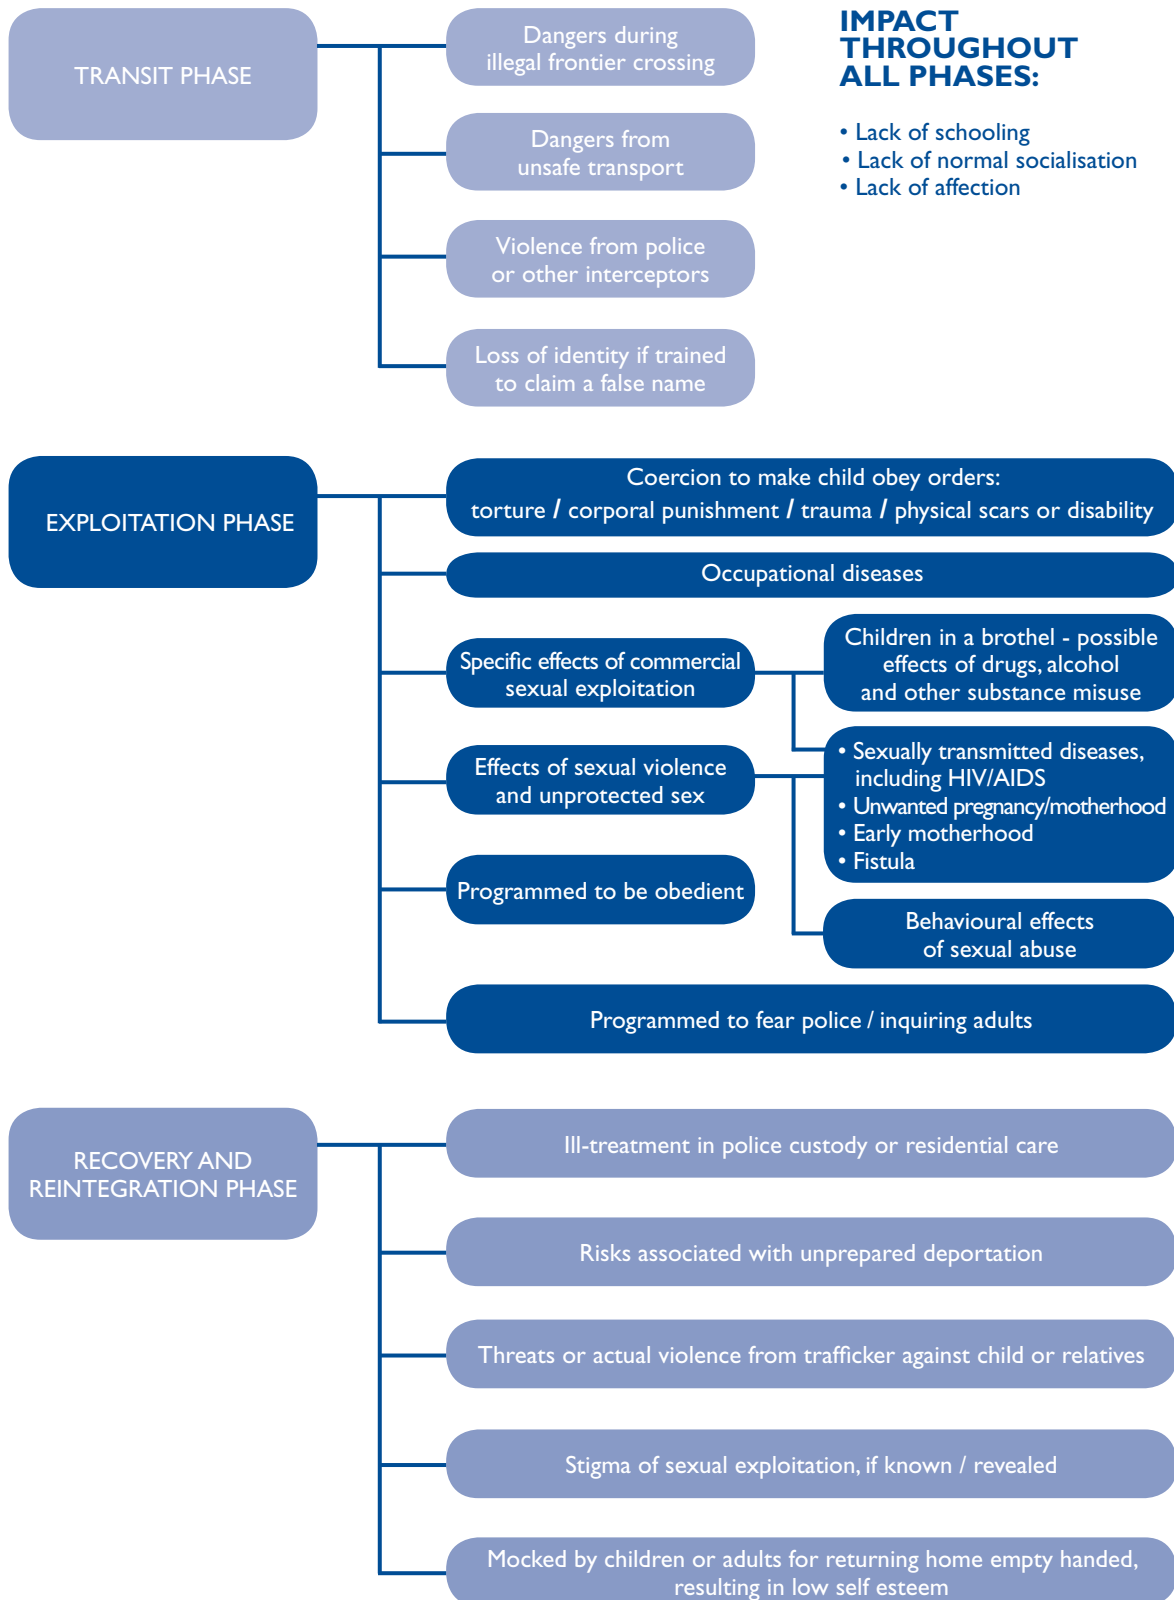 TRANSIT PHASE
Dangers during
illegal frontier crossing
Dangers from
unsafe transport
Violence from police
or other interceptors
Loss of identity if trained
to claim a false name
IMPACT
THROUGHOUT
ALL PHASES:
• Lack of schooling
• Lack of normal socialisation
• Lack of affection
EXPLOITATION PHASE
Coercion to make child obey orders:
torture / corporal punishment / trauma / physical scars or disability
Occupational diseases
Specific effects of commercial
sexual exploitation
Children in a brothel - possible
effects of drugs, alcohol
and other substance misuse
Effects of sexual violence
and unprotected sex
• Sexually transmitted diseases,
including HIV/AIDS
• Unwanted pregnancy/motherhood
• Early motherhood
• Fistula
Behavioural effects
of sexual abuse
Programmed to be obedient
Programmed to fear police / inquiring adults
RECOVERY AND
REINTEGRATION PHASE
Ill-treatment in police custody or residential care
Risks associated with unprepared deportation
Threats or actual violence from trafficker against child or relatives
Stigma of sexual exploitation, if known / revealed
Mocked by children or adults for returning home empty handed,
resulting in low self esteem